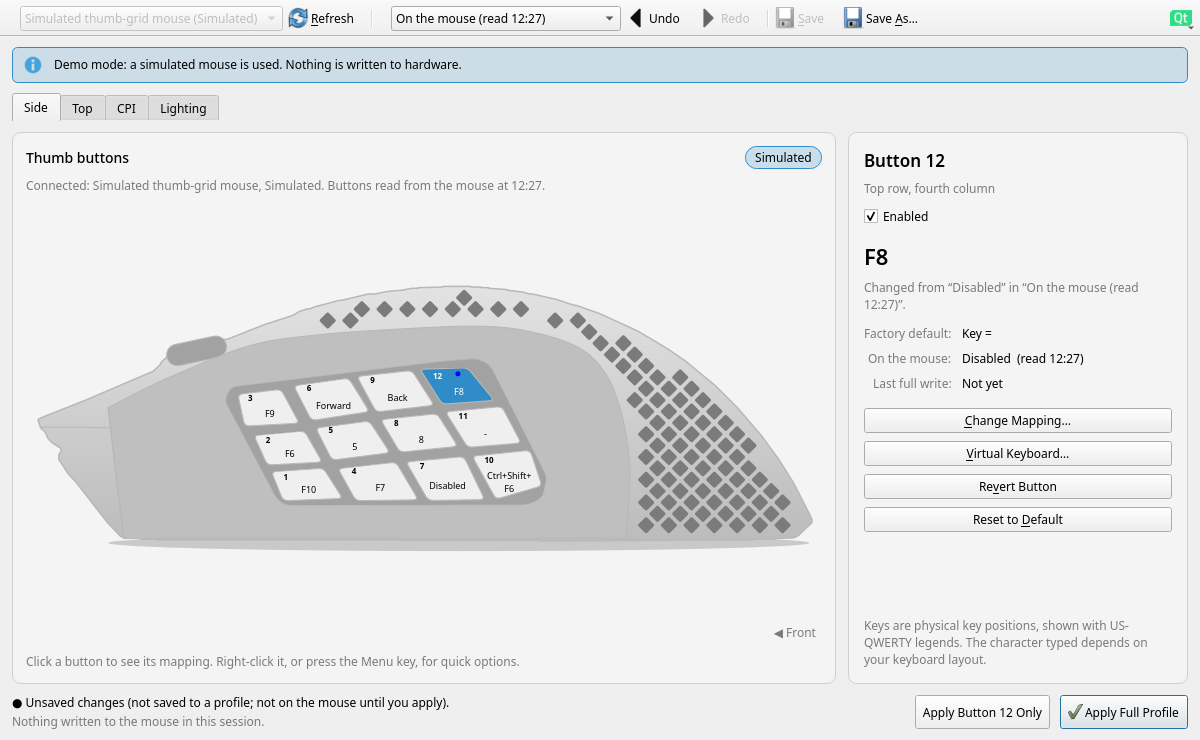 Simulated thumb-grid mouse (Simulated)
Refresh
On the mouse (read 12:27)
Undo
Redo
Save
Save As...
Qt
Demo mode: a simulated mouse is used. Nothing is written to hardware.
Side
Top
CPI
Lighting
Thumb buttons
Simulated
Connected: Simulated thumb-grid mouse, Simulated. Buttons read from the mouse at 12:27.
3
F9
6
Forward
9
Back
12
F8
2
F6
5
5
8
8
11
-
1
F10
4
F7
7
Disabled
10
Ctrl+Shift+
F6
◀ Front
Click a button to see its mapping. Right-click it, or press the Menu key, for quick options.
Button 12
Top row, fourth column
Enabled
F8
Changed from “Disabled” in “On the mouse (read
12:27)”.
Factory default: Key =
On the mouse: Disabled (read 12:27)
Last full write: Not yet
Change Mapping...
Virtual Keyboard...
Revert Button
Reset to Default
Keys are physical key positions, shown with US-
QWERTY legends. The character typed depends on
your keyboard layout.
● Unsaved changes (not saved to a profile; not on the mouse until you apply).
Nothing written to the mouse in this session.
Apply Button 12 Only
Apply Full Profile